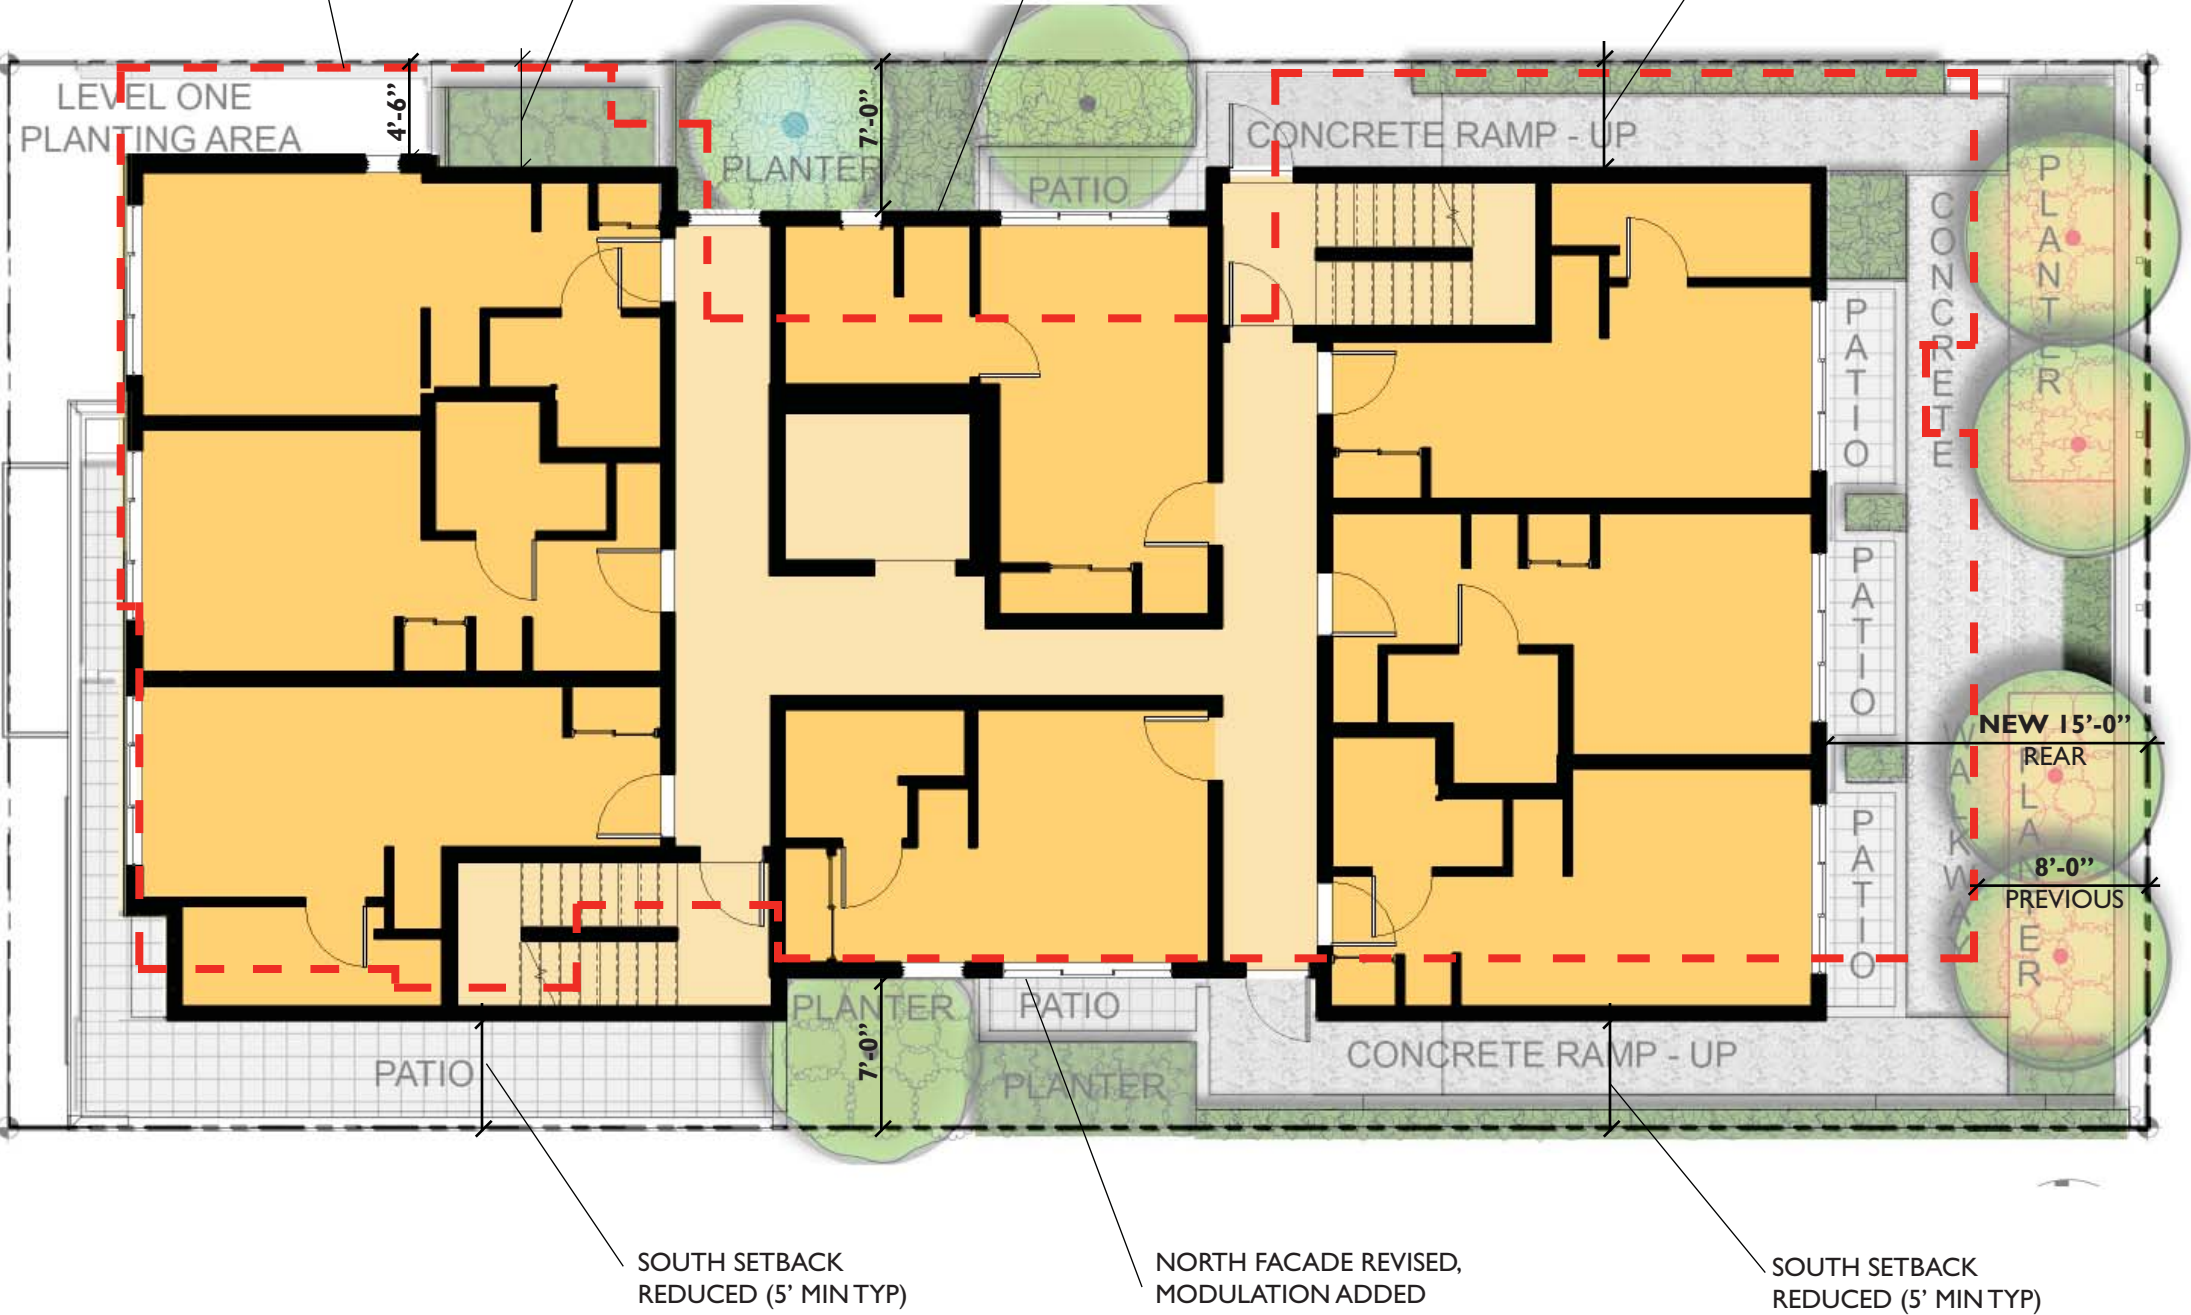 LEVEL ONE
PLANTING AREA
4'-6"
PLANTER
7'-0"
PATIO
CONCRETE RAMP - UP
PLANTER
CONCRETE
WALKWAY
PATIO
PATIO
PATIO
NEW 15'-0"
REAR
8'-0"
PREVIOUS
PLANTER
PATIO
PLANTER
7'-0"
PATIO
PLANTER
CONCRETE RAMP - UP
SOUTH SETBACK
REDUCED (5' MIN TYP)
NORTH FACADE REVISED,
MODULATION ADDED
SOUTH SETBACK
REDUCED (5' MIN TYP)